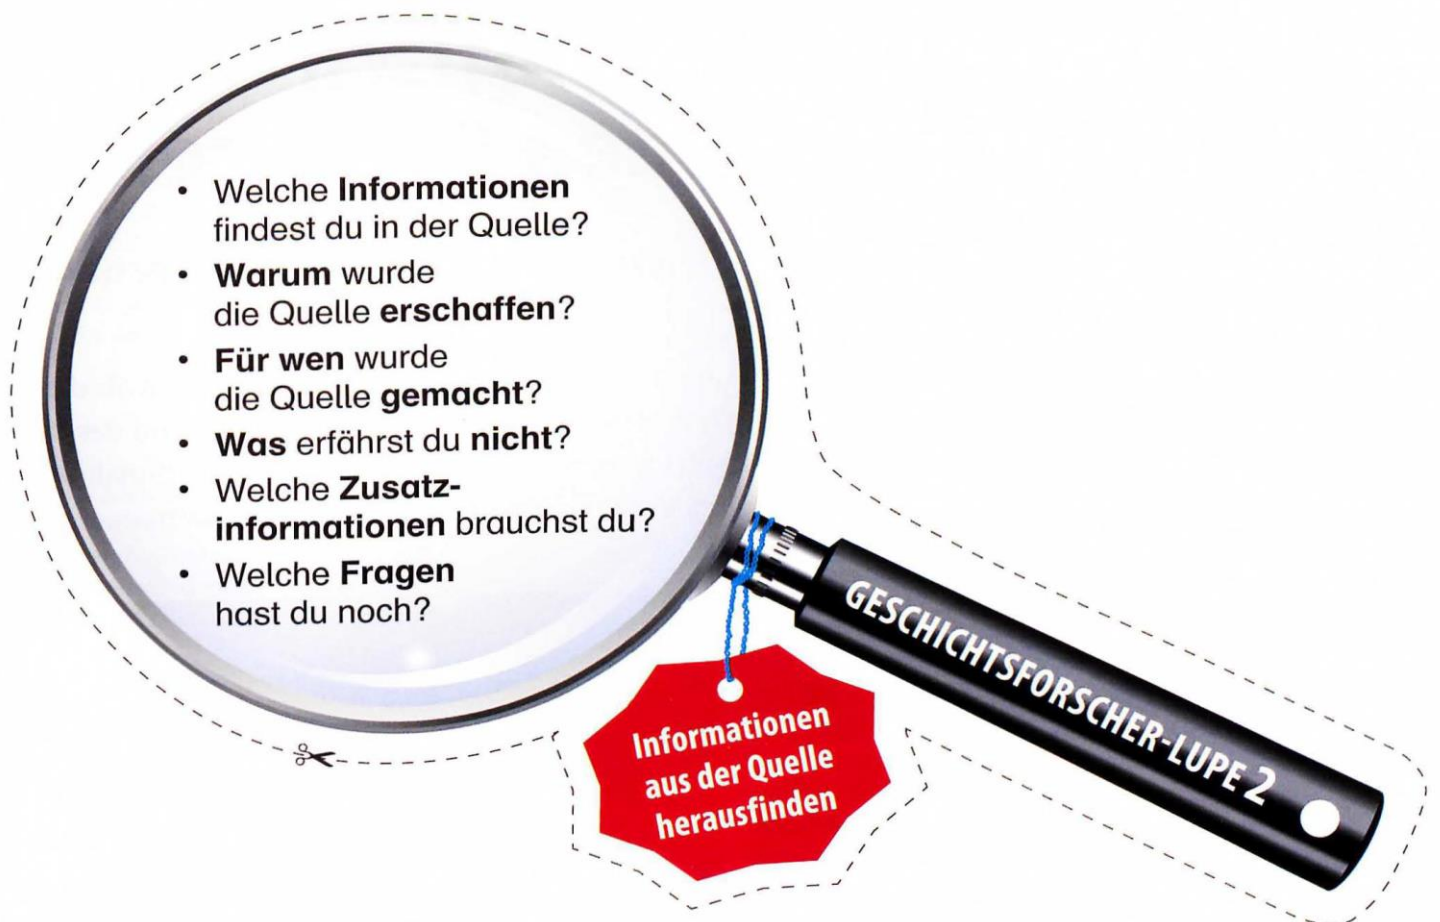 • Welche Informationen
findest du in der Quelle?
• Warum wurde
die Quelle erschaffen?
• Für wen wurde
die Quelle gemacht?
• Was erfährst du nicht?
• Welche Zusatz-
informationen brauchst du?
• Welche Fragen
hast du noch?
GESCHICHTSFORSCHER-LUPE 2
Informationen
aus der Quelle
herausfinden